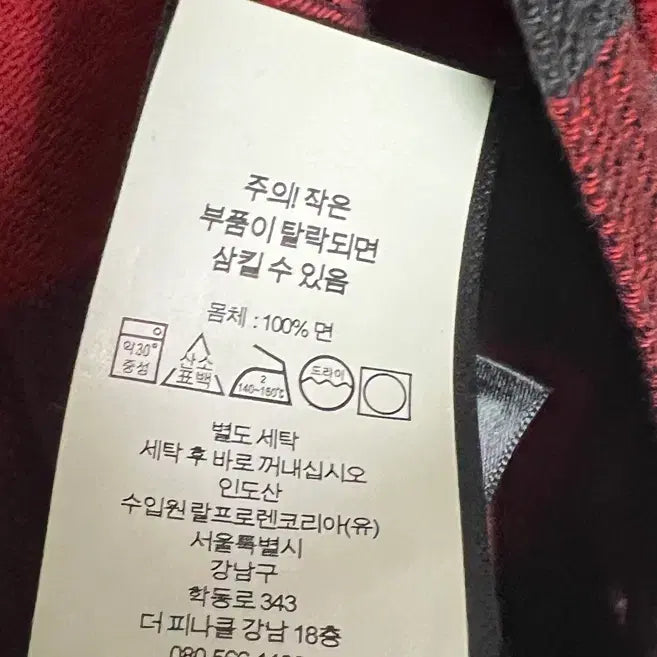 주의! 작은
부품이 탈락되면
삼킬 수 있음
몸체 : 100% 면
약30°
중성
산소
표백
2
140~160℃
드라이
별도 세탁
세탁 후 바로 꺼내십시오
인도산
수입원 랄프로렌코리아(유)
서울특별시
강남구
학동로 343
더 피나클 강남 18층